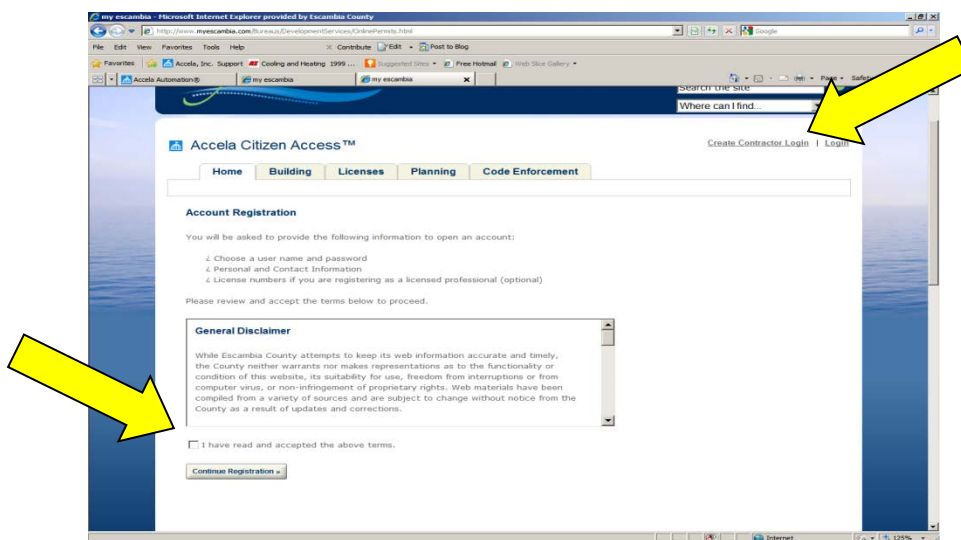 my escambia - Microsoft Internet Explorer provided by Escambia County
http://www.myescambia.com/Bureaus/DevelopmentServices/OnlinePermits.html
Google
File Edit View Favorites Tools Help
Contribute Edit Post to Blog
Favorites Accela, Inc. Support Cooling and Heating 1999 ... Suggested Sites Free Hotmail Web Slice Gallery
Accela Automation® my escambia my escambia Page Safety
Search the site
Where can I find...
Accela Citizen Access™ Create Contractor Login | Login
Home Building Licenses Planning Code Enforcement
Account Registration
You will be asked to provide the following information to open an account:
¿ Choose a user name and password
¿ Personal and Contact Information
¿ License numbers if you are registering as a licensed professional (optional)
Please review and accept the terms below to proceed.
General Disclaimer
While Escambia County attempts to keep its web information accurate and timely,
the County neither warrants nor makes representations as to the functionality or
condition of this website, its suitability for use, freedom from interruptions or from
computer virus, or non-infringement of proprietary rights. Web materials have been
compiled from a variety of sources and are subject to change without notice from the
County as a result of updates and corrections.
I have read and accepted the above terms.
Continue Registration »
Internet 125%